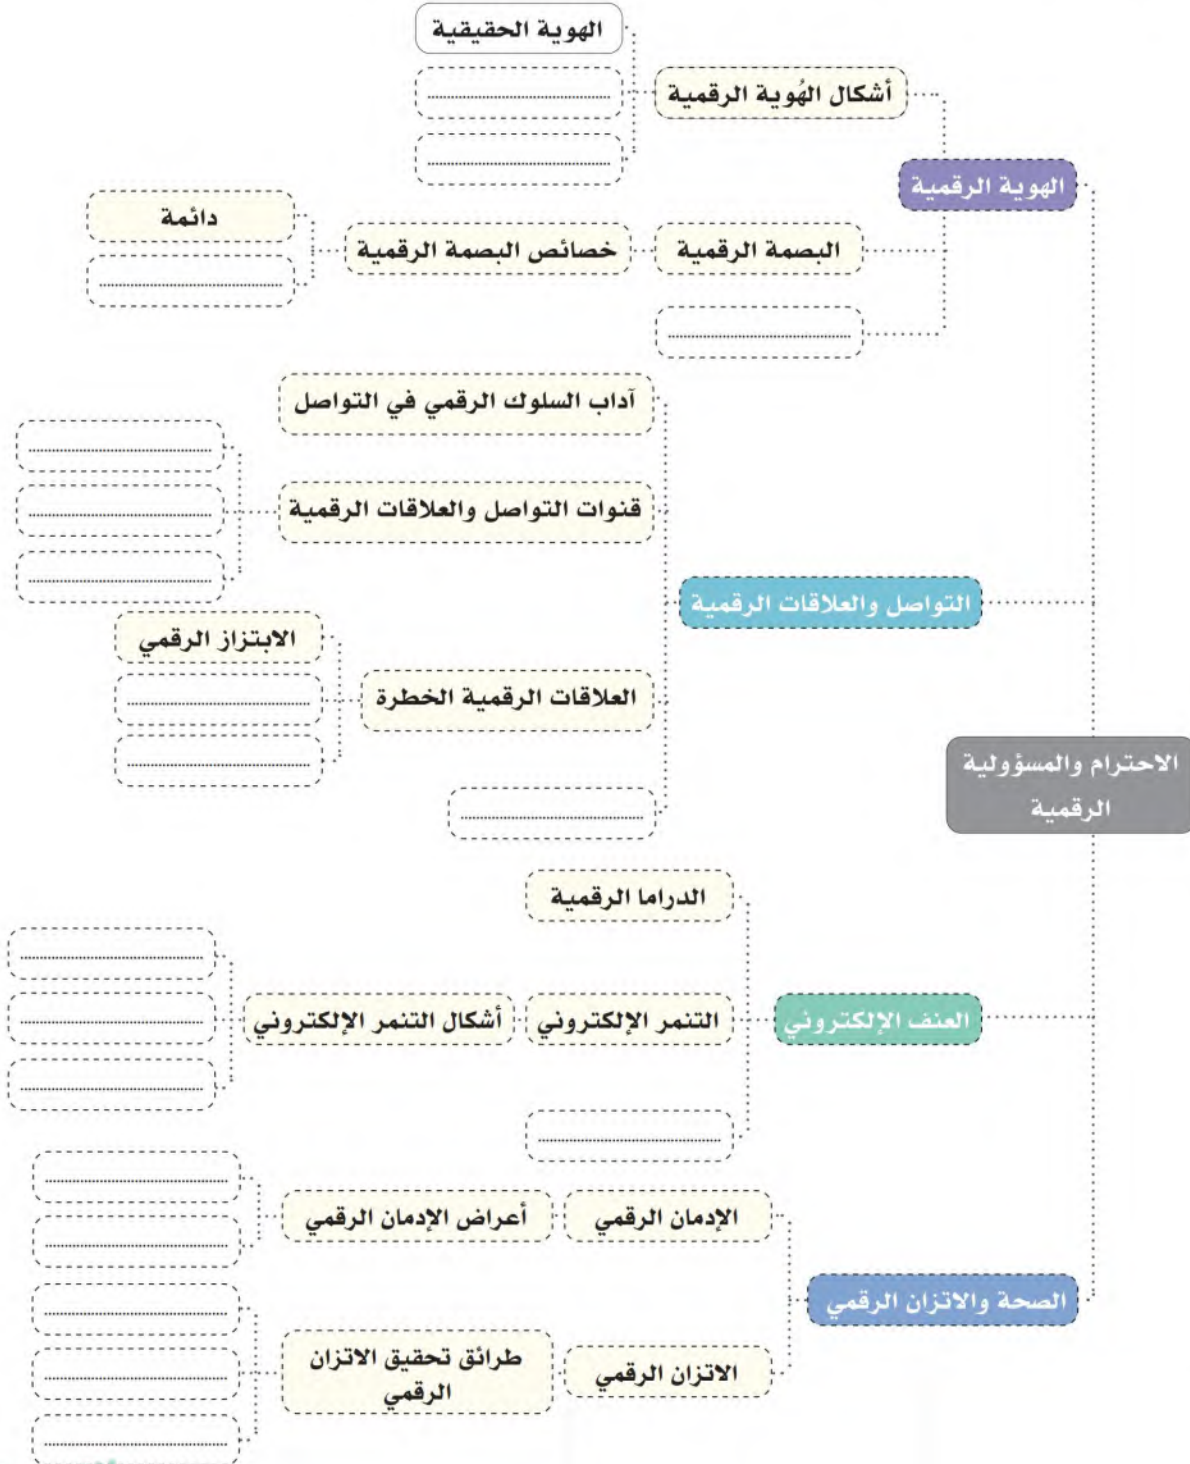 الهوية الحقيقية
أشكال الهُوية الرقمية
الهوية الرقمية
دائمة
خصائص البصمة الرقمية
البصمة الرقمية
آداب السلوك الرقمي في التواصل
قنوات التواصل والعلاقات الرقمية
التواصل والعلاقات الرقمية
الابتزاز الرقمي
العلاقات الرقمية الخطرة
الاحترام والمسؤولية
الرقمية
الدراما الرقمية
أشكال التنمر الإلكتروني
التنمر الإلكتروني
العنف الإلكتروني
أعراض الإدمان الرقمي
الإدمان الرقمي
الصحة والاتزان الرقمي
طرائق تحقيق الاتزان
الرقمي
الاتزان الرقمي